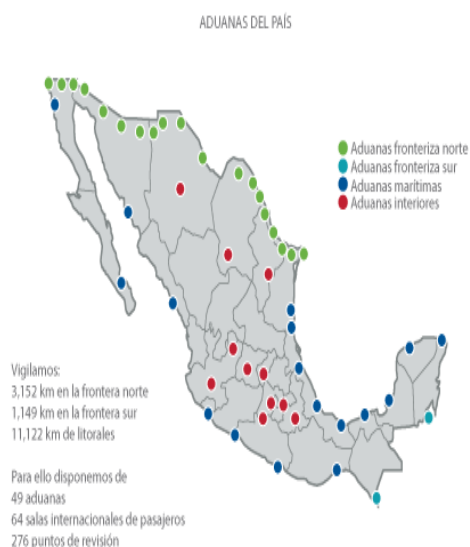 ADUANAS DEL PAÍS
Aduanas fronteriza norte
Aduanas fronteriza sur
Aduanas marítimas
Aduanas interiores
Vigilamos:
3,152 km en la frontera norte
1,149 km en la frontera sur
11,122 km de litorales
Para ello disponemos de
49 aduanas
64 salas internacionales de pasajeros
276 puntos de revisión